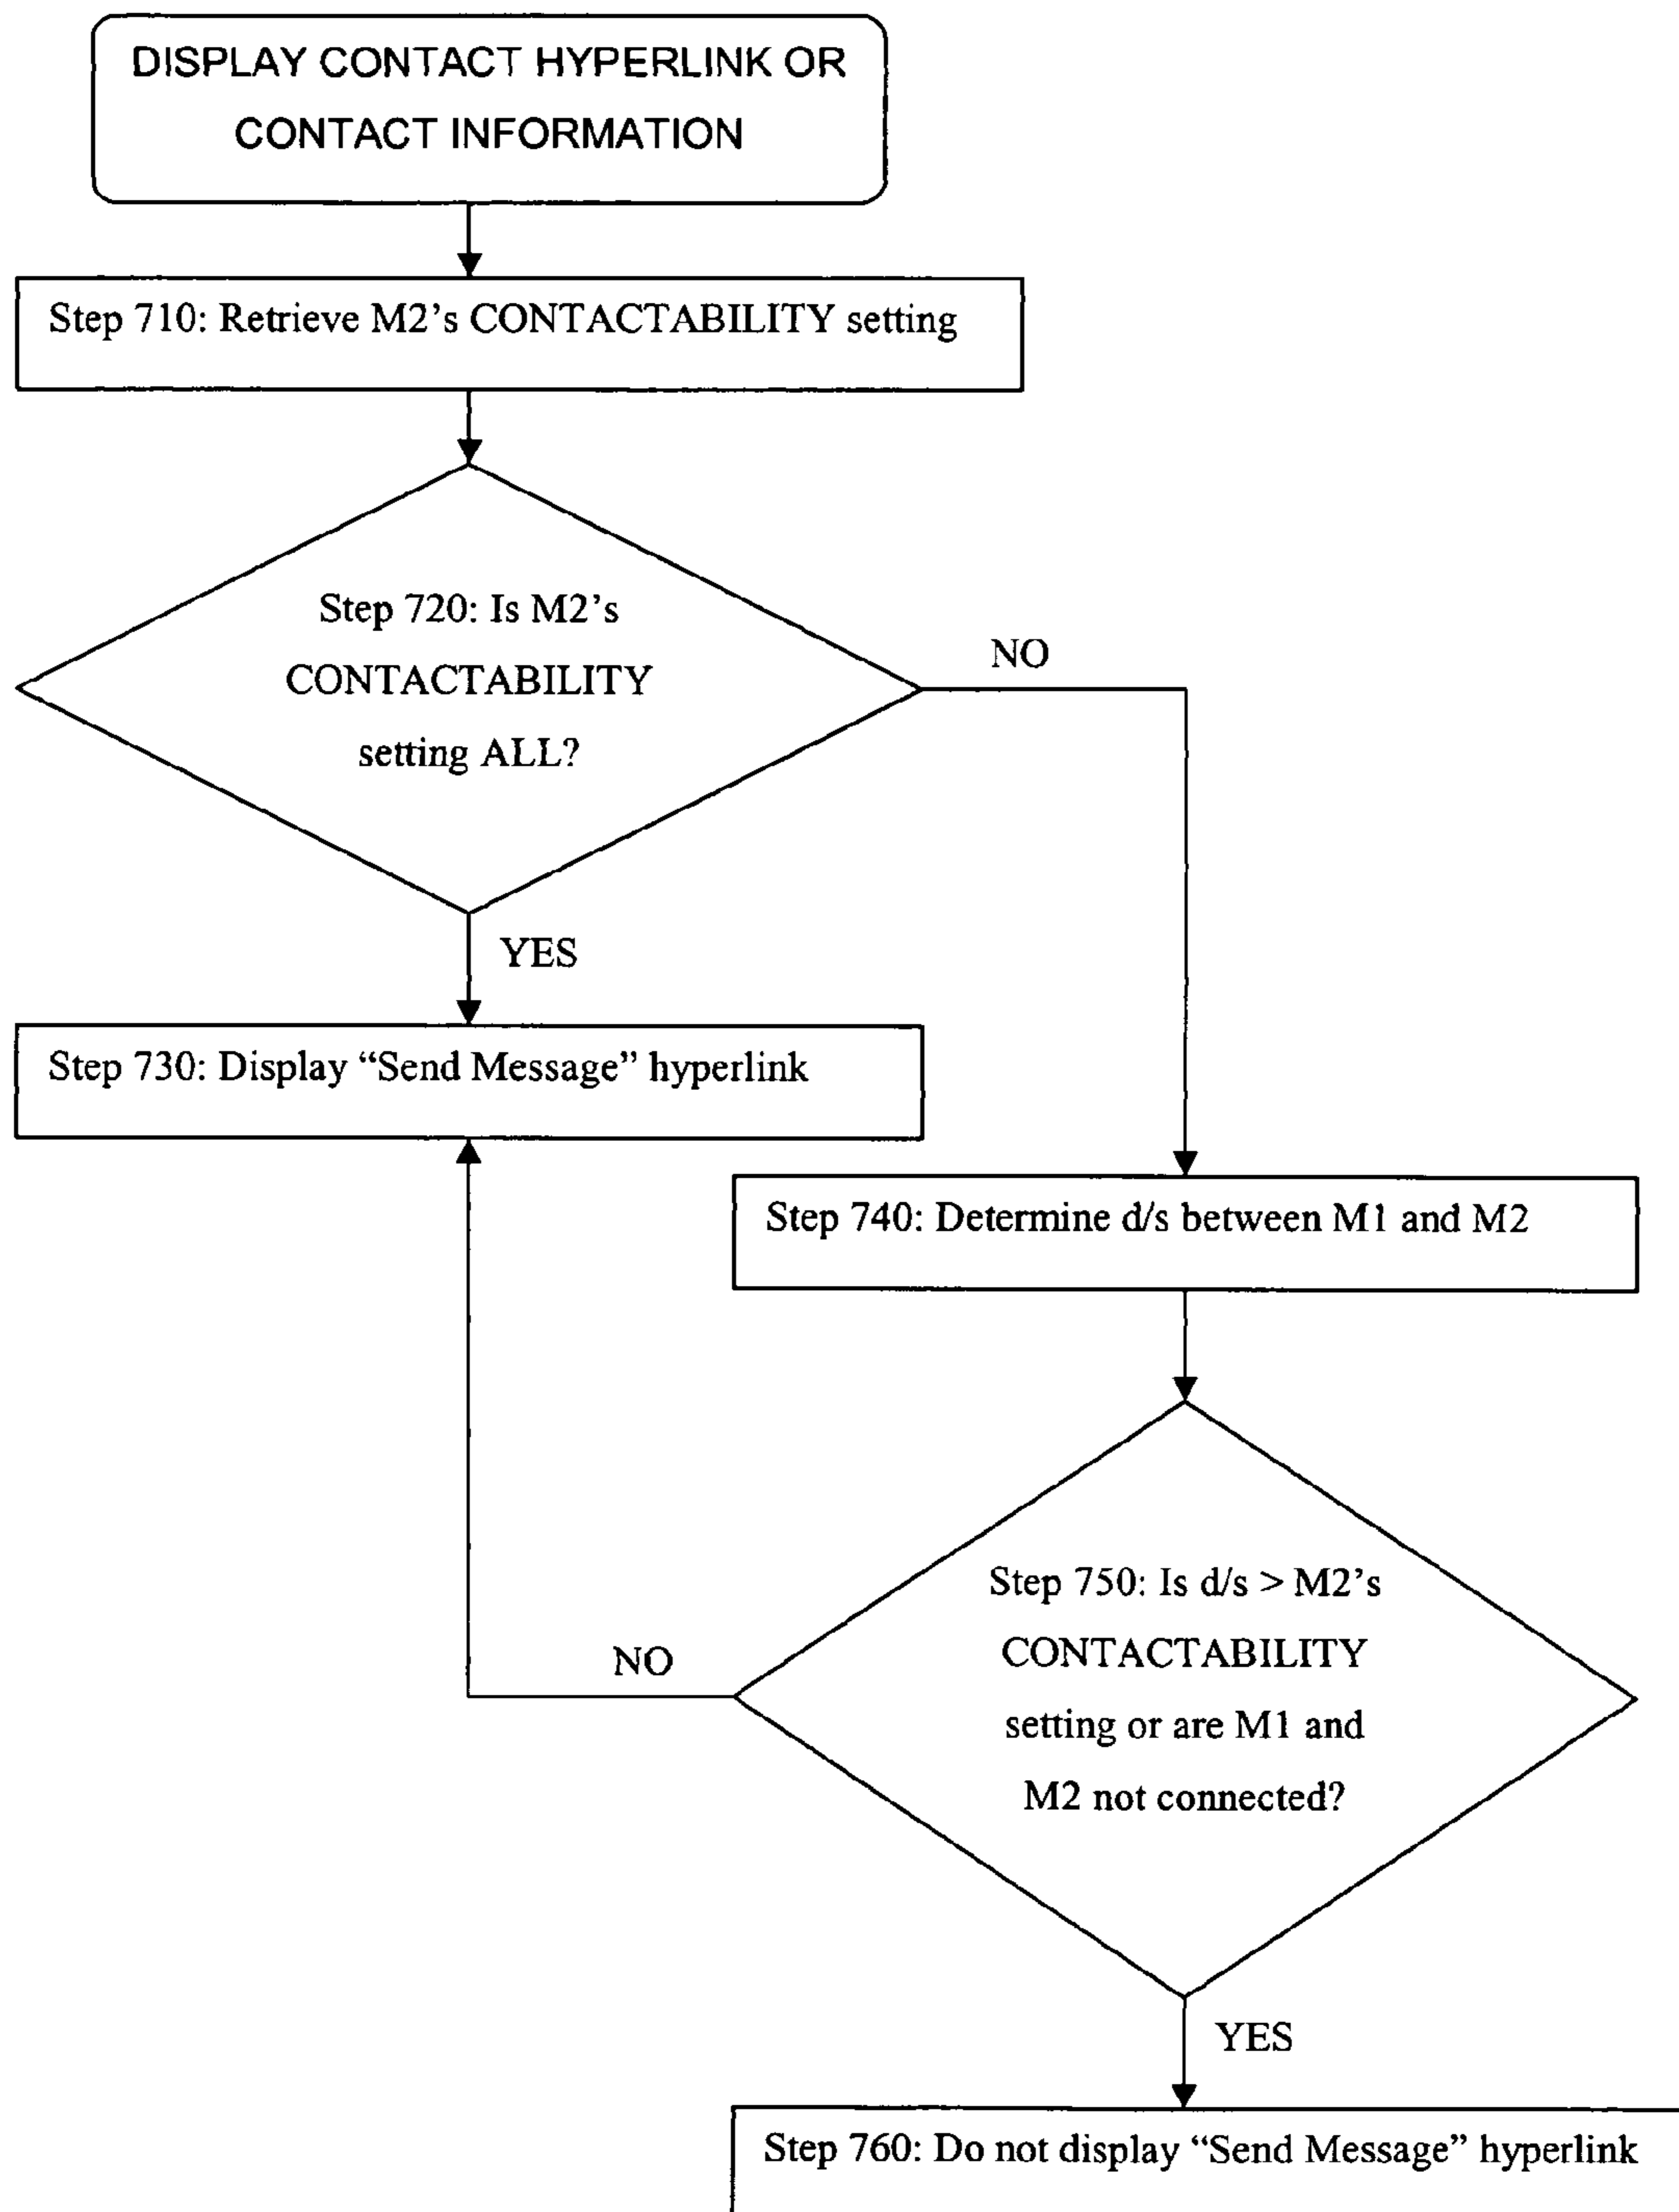 DISPLAY CONTACT HYPERLINK OR
CONTACT INFORMATION
Step 710: Retrieve M2’s CONTACTABILITY setting
Step 720: Is M2’s
CONTACTABILITY
setting ALL?
NO
YES
Step 730: Display “Send Message” hyperlink
Step 740: Determine d/s between M1 and M2
Step 750: Is d/s > M2’s
CONTACTABILITY
setting or are M1 and
M2 not connected?
NO
YES
Step 760: Do not display “Send Message” hyperlink